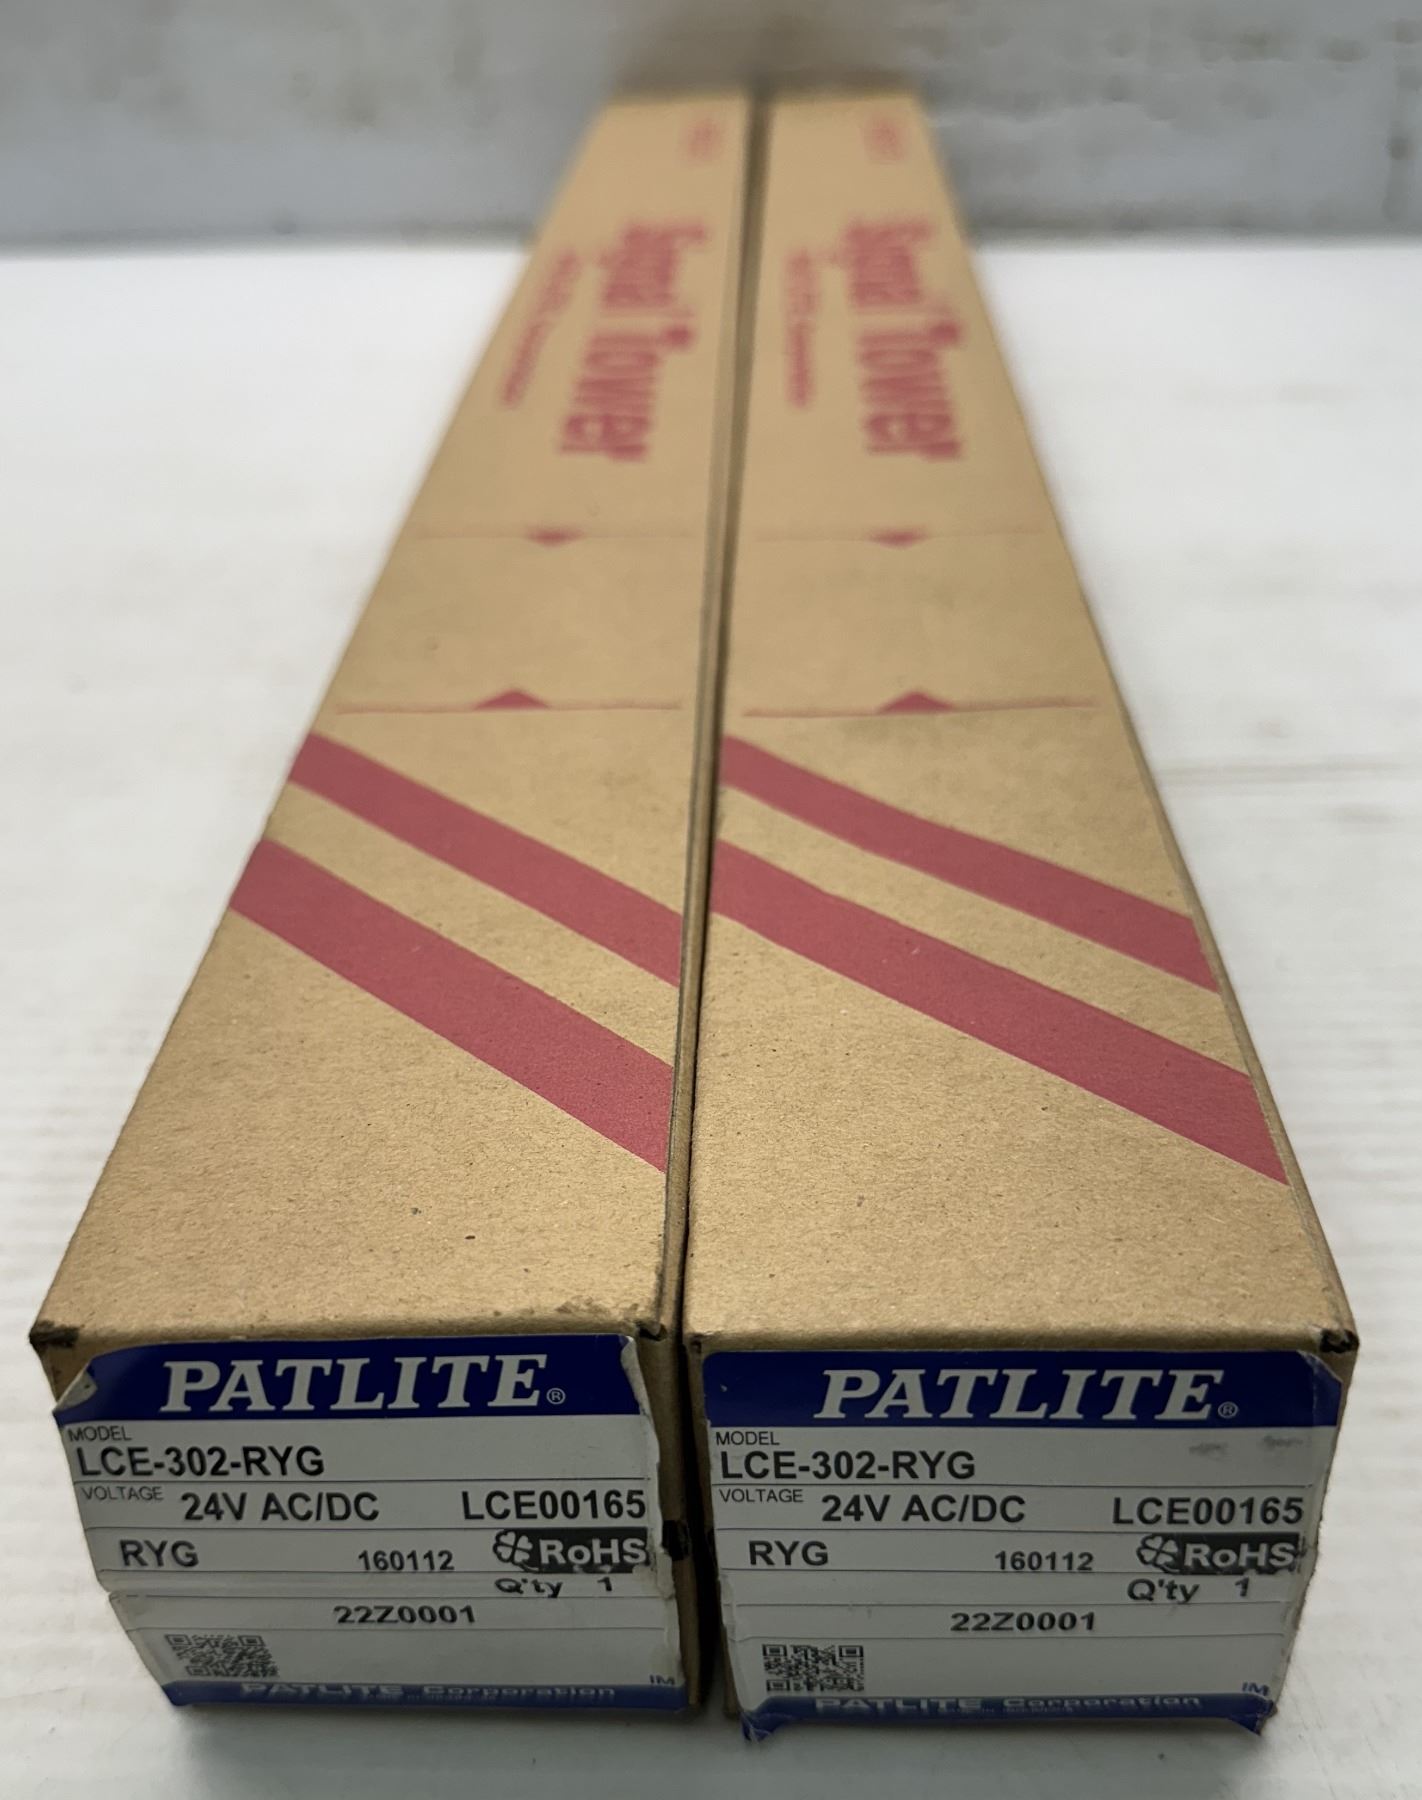 Signal Tower
Signal Tower
PATLITE®
MODEL
LCE-302-RYG
VOLTAGE 24V AC/DC LCE00165
RYG 160112 RoHS
Q'ty 1
22Z0001
IM
PATLITE Corporation
PATLITE®
MODEL
LCE-302-RYG
VOLTAGE 24V AC/DC LCE00165
RYG 160112 RoHS
Q'ty 1
22Z0001
IM
PATLITE Corporation